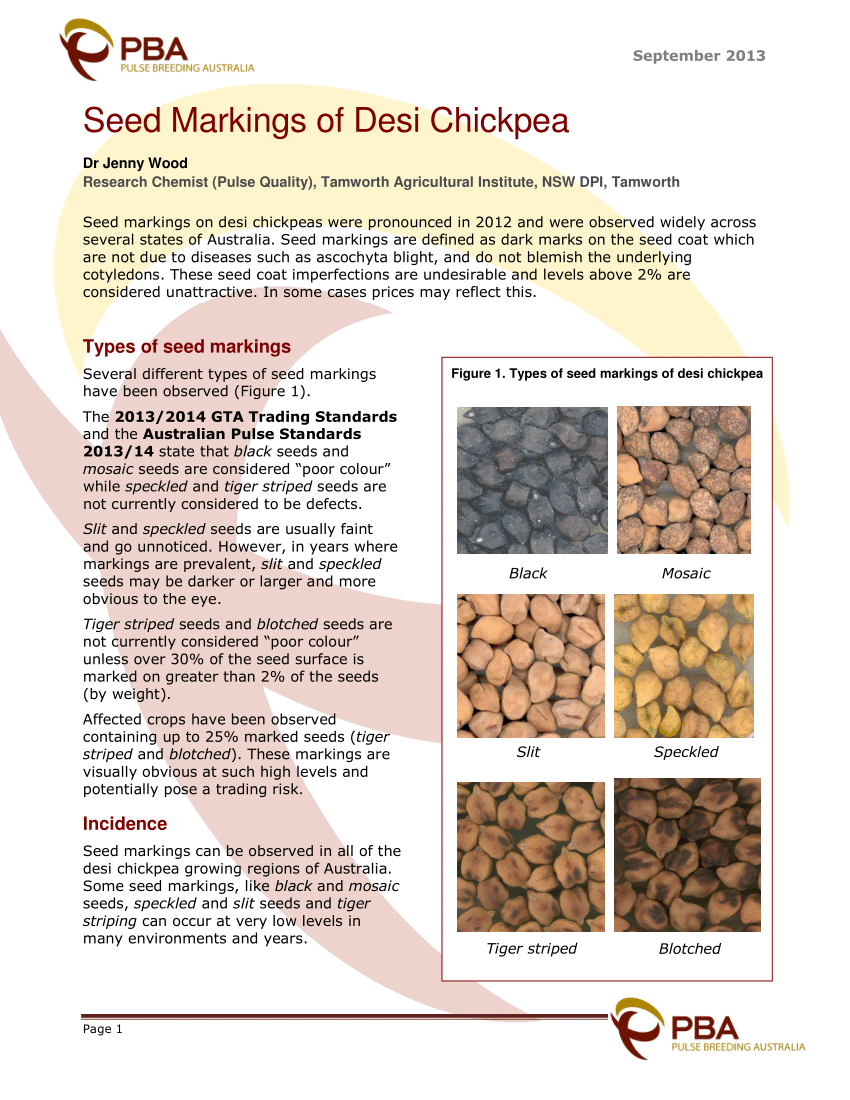 PBA
PULSE BREEDING AUSTRALIA
September 2013
Seed Markings of Desi Chickpea
Dr Jenny Wood
Research Chemist (Pulse Quality), Tamworth Agricultural Institute, NSW DPI, Tamworth
Seed markings on desi chickpeas were pronounced in 2012 and were observed widely across
several states of Australia. Seed markings are defined as dark marks on the seed coat which
are not due to diseases such as ascochyta blight, and do not blemish the underlying
cotyledons. These seed coat imperfections are undesirable and levels above 2% are
considered unattractive. In some cases prices may reflect this.
Types of seed markings
Several different types of seed markings
have been observed (Figure 1).
The 2013/2014 GTA Trading Standards
and the Australian Pulse Standards
2013/14 state that black seeds and
mosaic seeds are considered “poor colour”
while speckled and tiger striped seeds are
not currently considered to be defects.
Slit and speckled seeds are usually faint
and go unnoticed. However, in years where
markings are prevalent, slit and speckled
seeds may be darker or larger and more
obvious to the eye.
Tiger striped seeds and blotched seeds are
not currently considered “poor colour”
unless over 30% of the seed surface is
marked on greater than 2% of the seeds
(by weight).
Affected crops have been observed
containing up to 25% marked seeds (tiger
striped and blotched). These markings are
visually obvious at such high levels and
potentially pose a trading risk.
Incidence
Seed markings can be observed in all of the
desi chickpea growing regions of Australia.
Some seed markings, like black and mosaic
seeds, speckled and slit seeds and tiger
striping can occur at very low levels in
many environments and years.
Figure 1. Types of seed markings of desi chickpea
Black
Mosaic
Slit
Speckled
Tiger striped
Blotched
Page 1
PBA
PULSE BREEDING AUSTRALIA